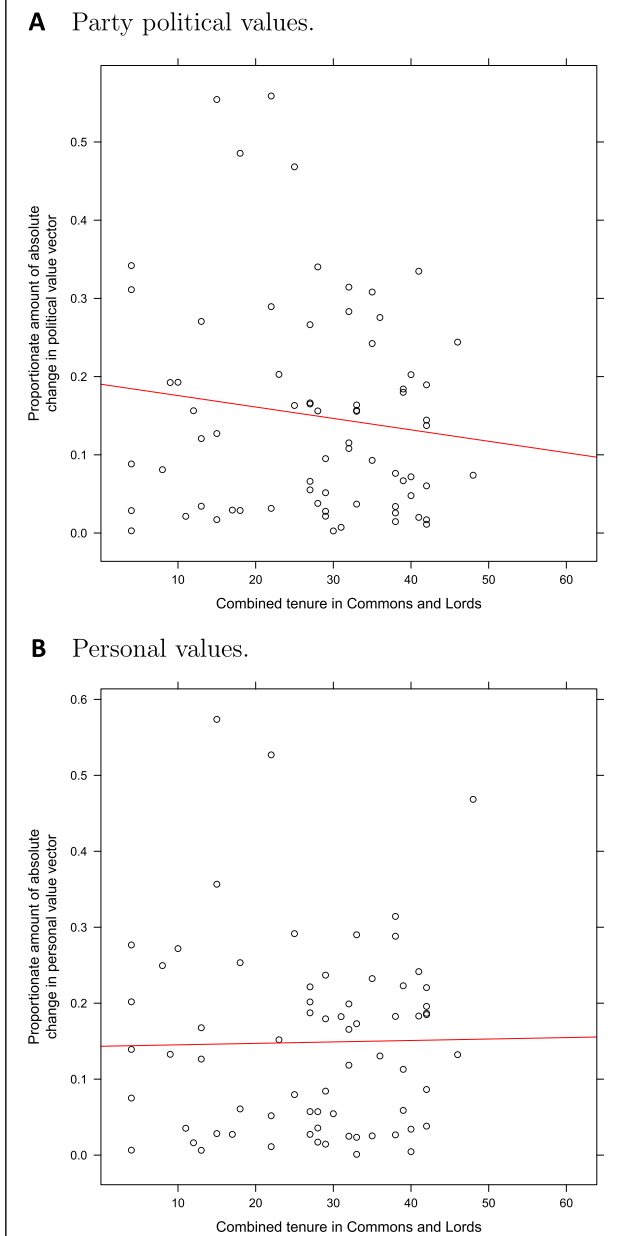 A Party political values.
Proportionate amount of absolute
change in political value vector
0.5
0.4
0.3
0.2
0.1
0.0
10 20 30 40 50 60
Combined tenure in Commons and Lords
B Personal values.
Proportionate amount of absolute
change in personal value vector
0.6
0.5
0.4
0.3
0.2
0.1
0.0
10 20 30 40 50 60
Combined tenure in Commons and Lords